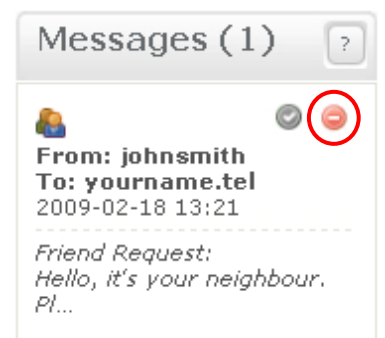 Messages (1) ?
From: johnsmith
To: yourname.tel
2009-02-18 13:21
Friend Request:
Hello, it's your neighbour.
Pl...